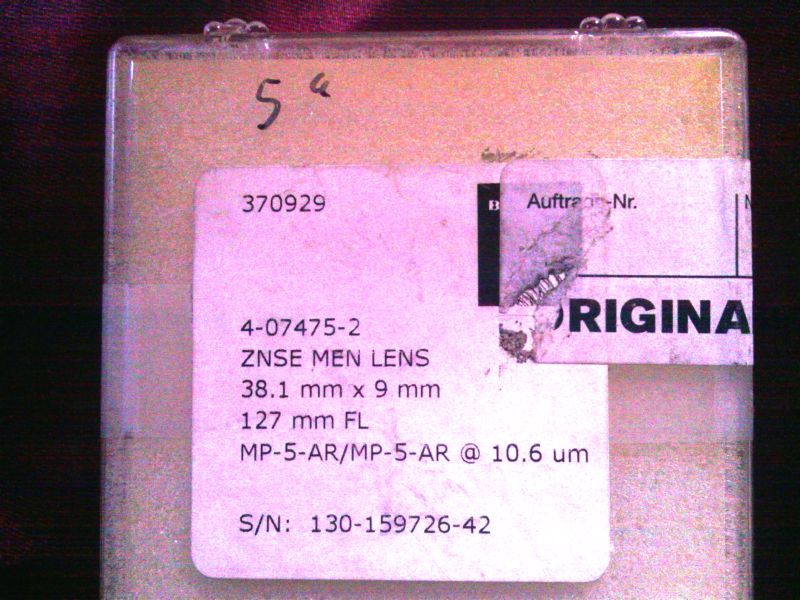 5"
370929
Auftrags-Nr.
ORIGINA
4-07475-2
ZNSE MEN LENS
38.1 mm x 9 mm
127 mm FL
MP-5-AR/MP-5-AR @ 10.6 um
S/N: 130-159726-42